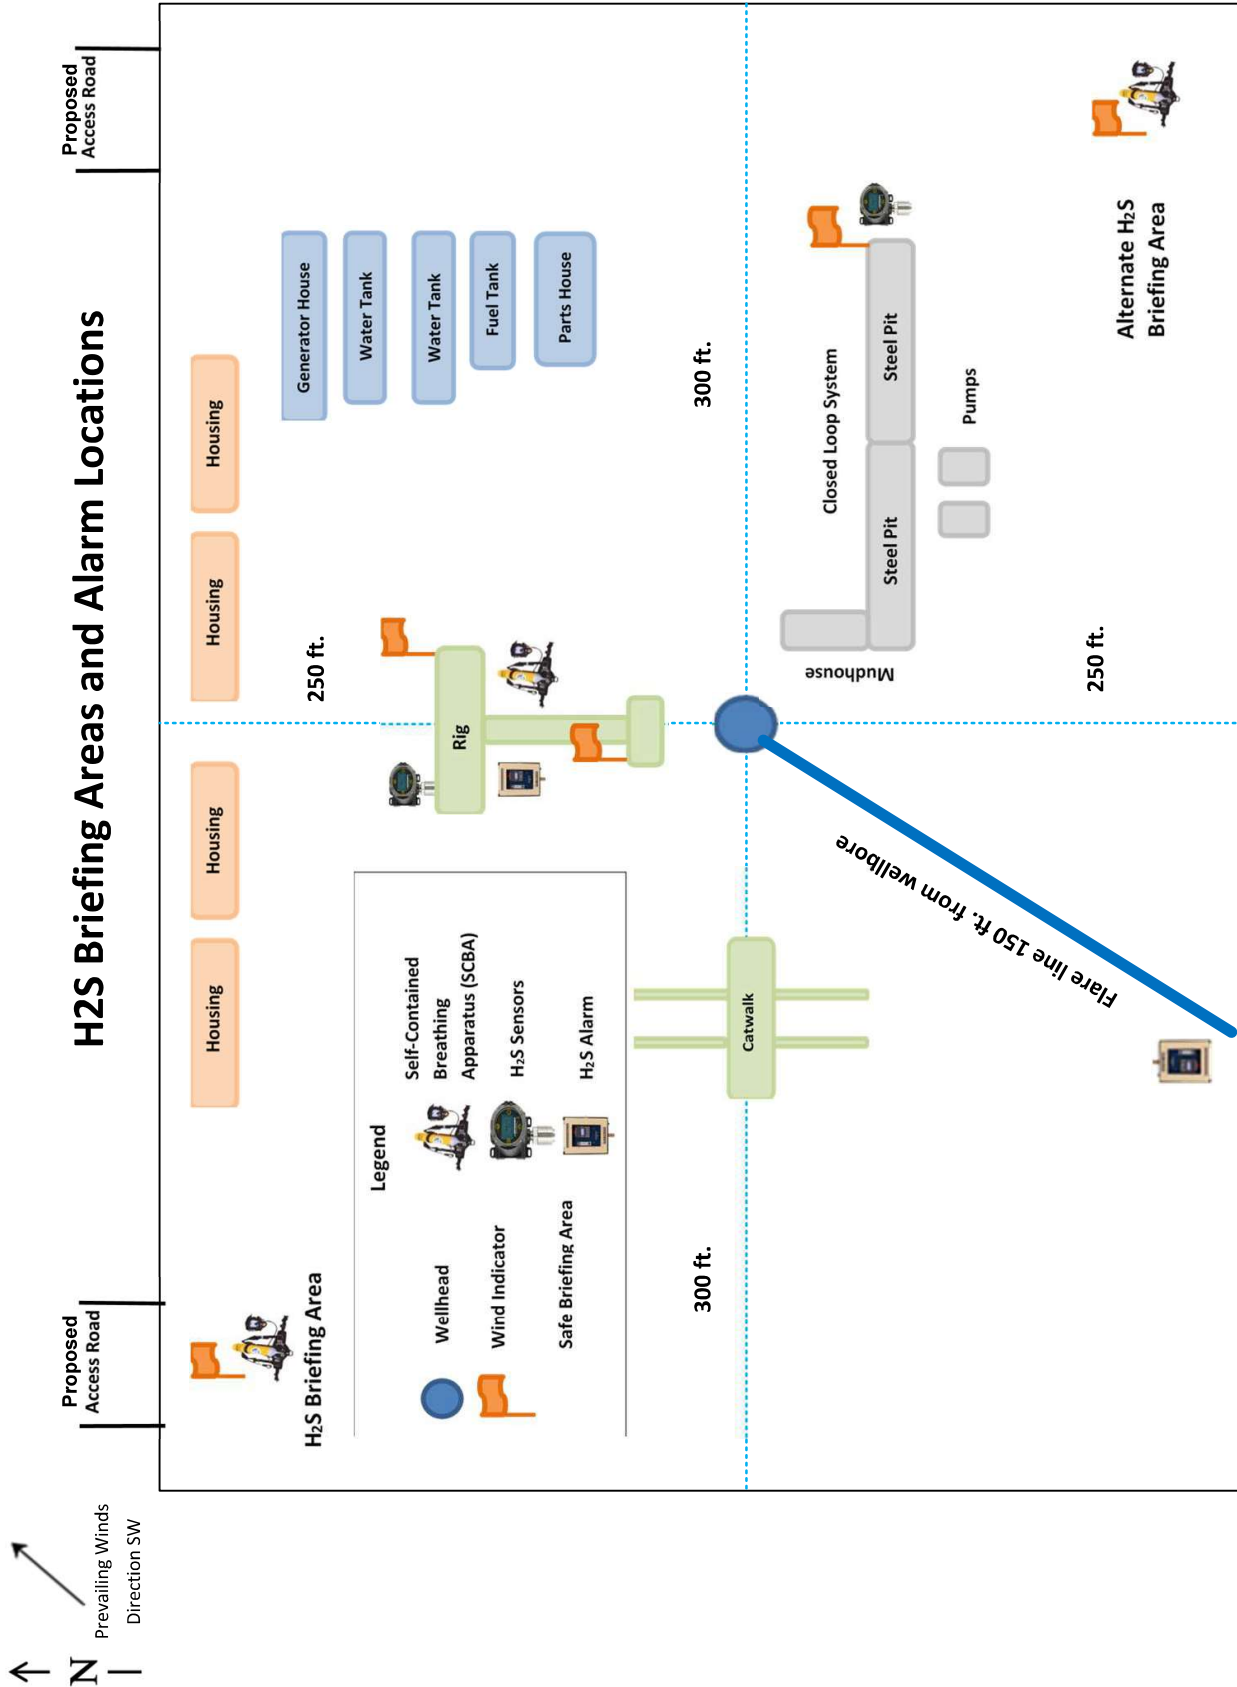 H2S Briefing Areas and Alarm Locations
N
Prevailing Winds
Direction SW
Proposed
Access Road
Proposed
Access Road
H2S Briefing Area
Housing
Housing
Housing
Housing
250 ft.
Generator House
Water Tank
Water Tank
Fuel Tank
Parts House
Rig
Legend
Wellhead
Wind Indicator
Safe Briefing Area
Self-Contained
Breathing
Apparatus (SCBA)
H2S Sensors
H2S Alarm
300 ft.
300 ft.
Catwalk
Mudhouse
Closed Loop System
Steel Pit
Steel Pit
Pumps
Flare line 150 ft. from wellbore
250 ft.
Alternate H2S
Briefing Area